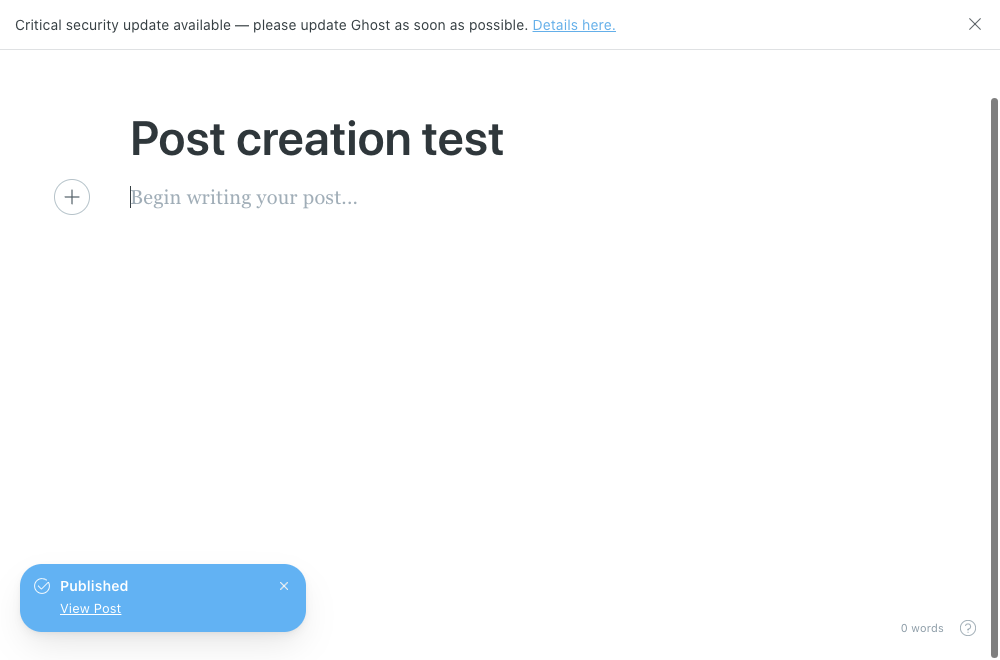 Critical security update available — please update Ghost as soon as possible. Details here.
Post creation test
Begin writing your post...
Published
View Post
0 words
?